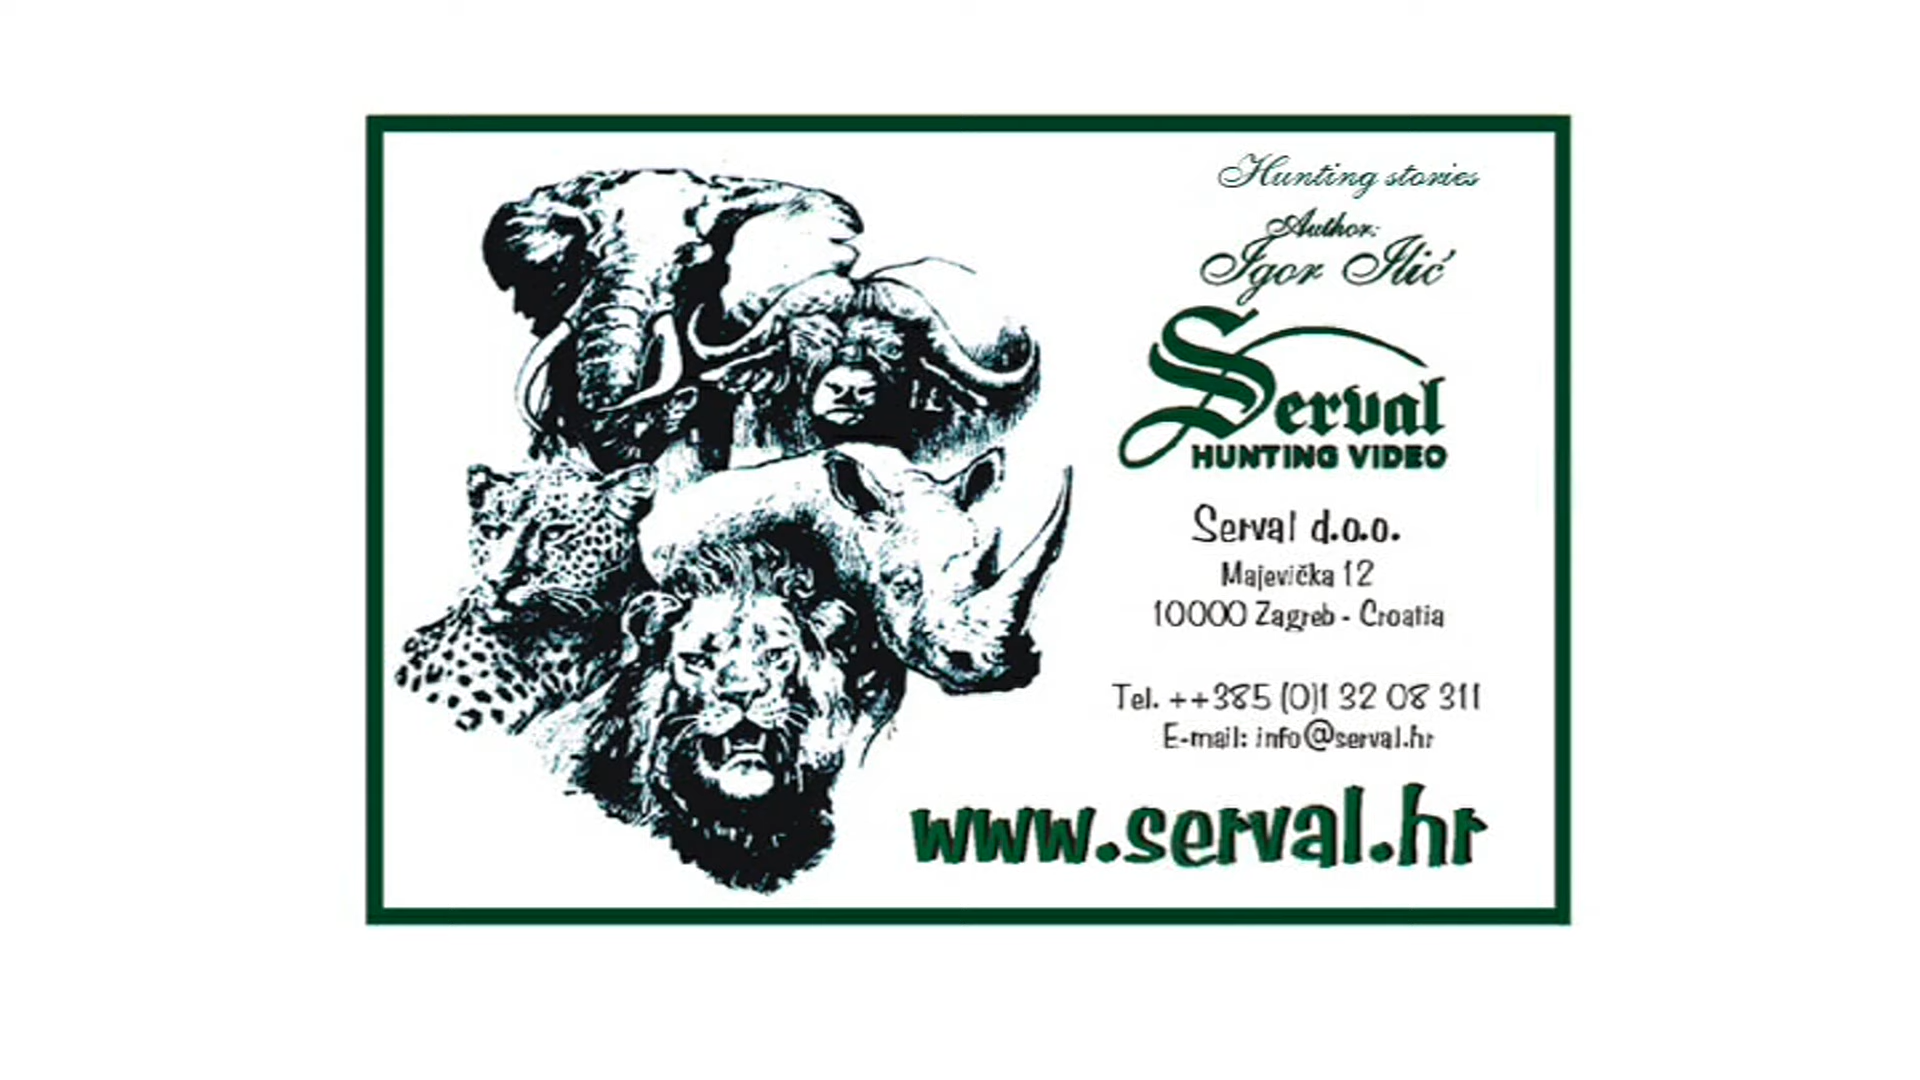 Hunting stories
Author:
Igor Ilić
Serval
HUNTING VIDEO
Serval d.o.o.
Majevička 12
10000 Zagreb - Croatia
Tel. ++385 (0)1 32 08 311
E-mail: info@serval.hr
www.serval.hr